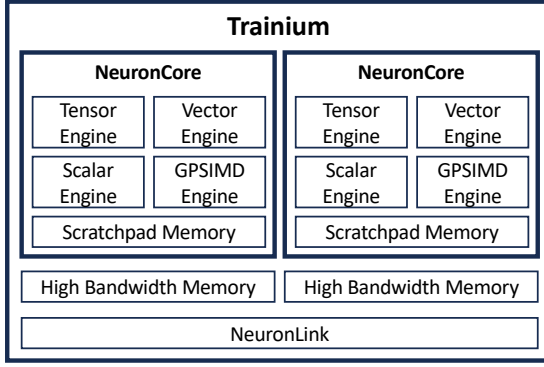 Trainium
NeuronCore
Tensor
Engine
Vector
Engine
Scalar
Engine
GPSIMD
Engine
Scratchpad Memory
NeuronCore
Tensor
Engine
Vector
Engine
Scalar
Engine
GPSIMD
Engine
Scratchpad Memory
High Bandwidth Memory
High Bandwidth Memory
NeuronLink